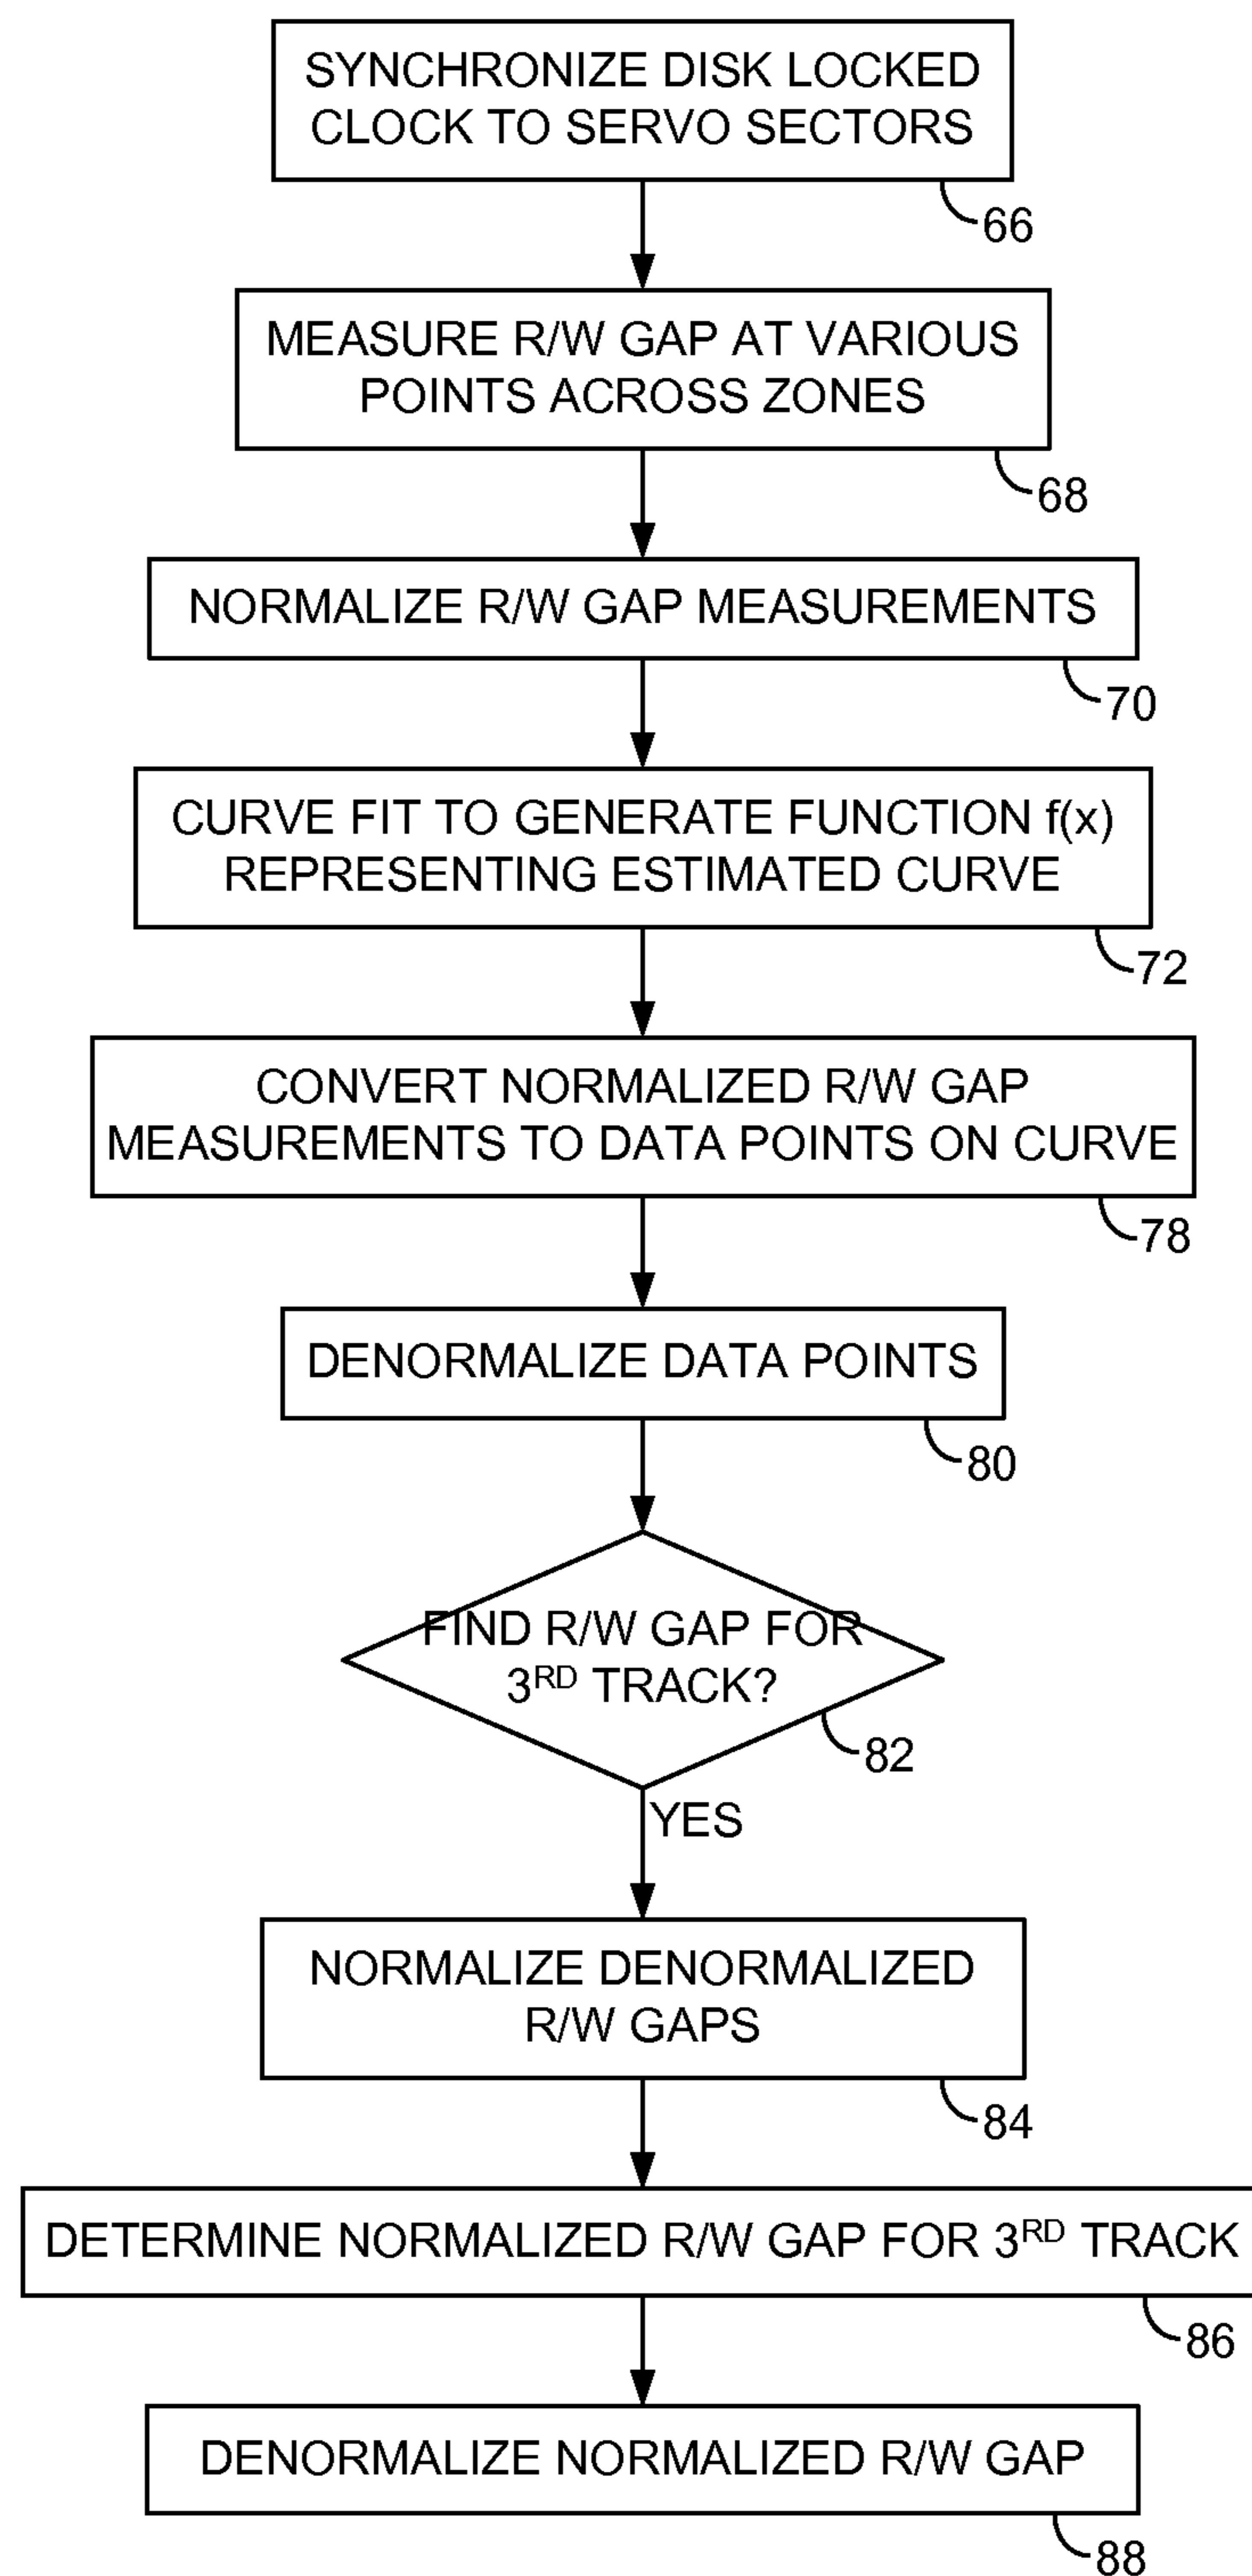 SYNCHRONIZE DISK LOCKED
CLOCK TO SERVO SECTORS
66
MEASURE R/W GAP AT VARIOUS
POINTS ACROSS ZONES
68
NORMALIZE R/W GAP MEASUREMENTS
70
CURVE FIT TO GENERATE FUNCTION f(x)
REPRESENTING ESTIMATED CURVE
72
CONVERT NORMALIZED R/W GAP
MEASUREMENTS TO DATA POINTS ON CURVE
78
DENORMALIZE DATA POINTS
80
FIND R/W GAP FOR
3RD TRACK?
82
YES
NORMALIZE DENORMALIZED
R/W GAPS
84
DETERMINE NORMALIZED R/W GAP FOR 3RD TRACK
86
DENORMALIZE NORMALIZED R/W GAP
88